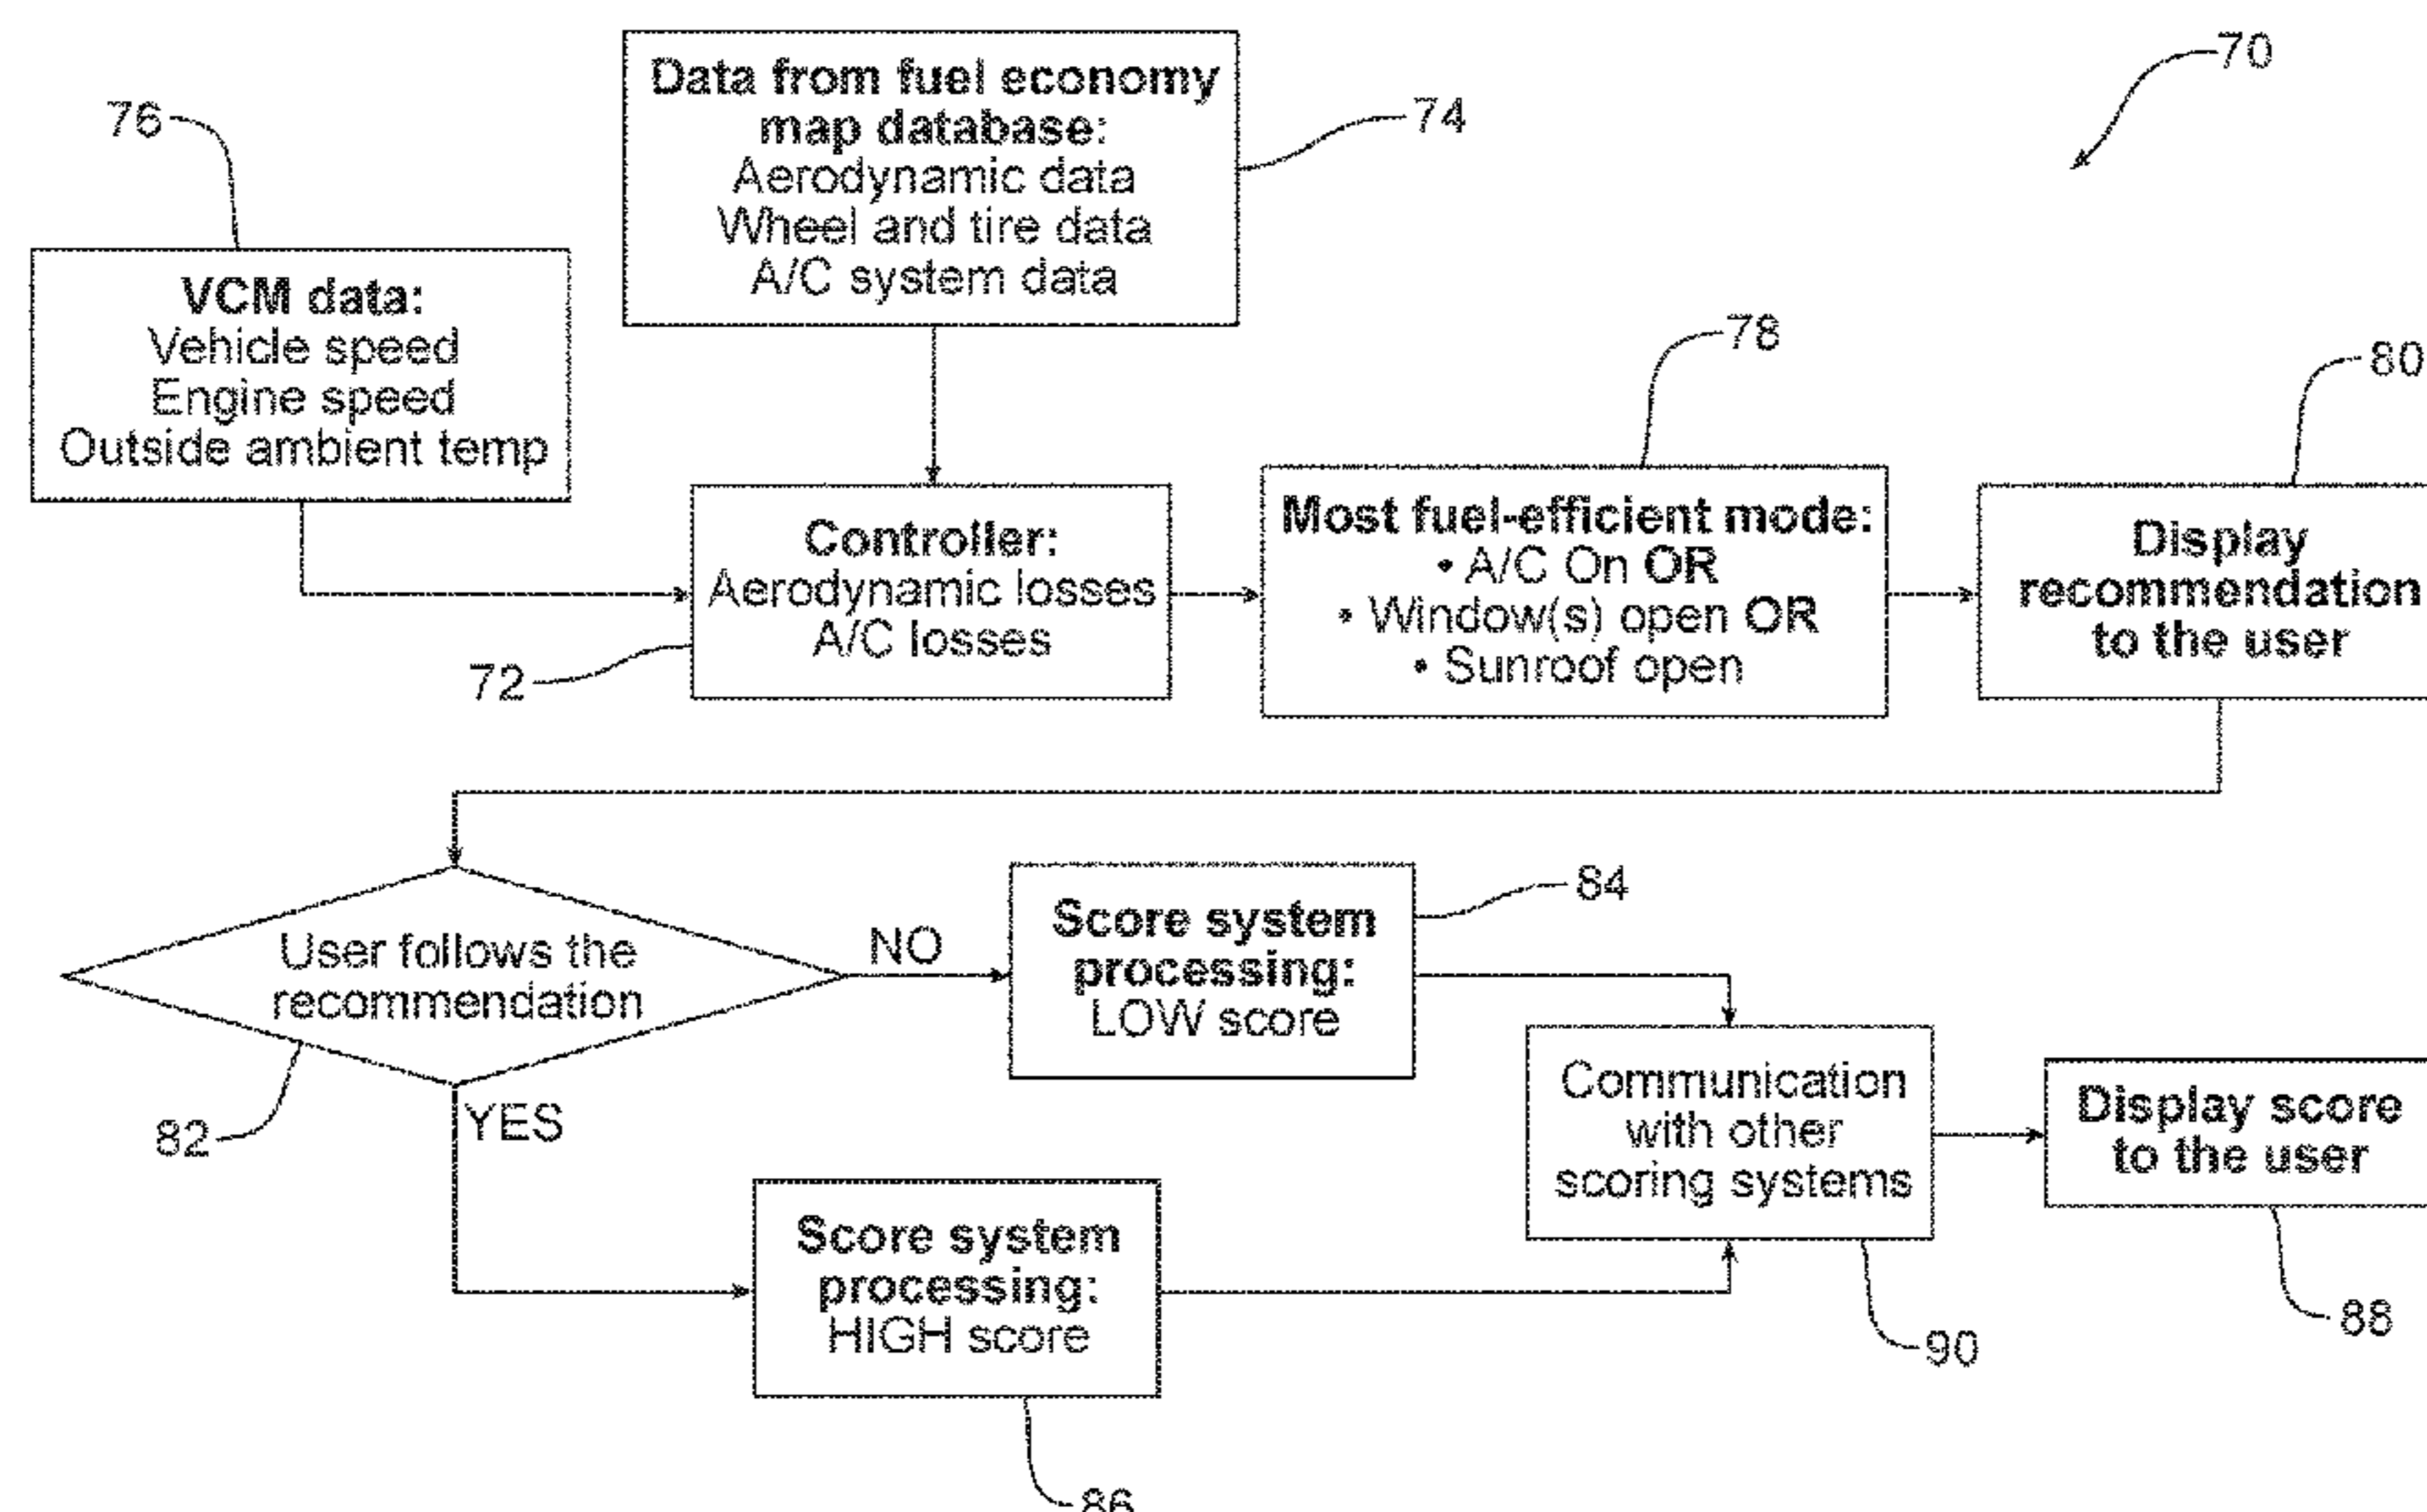 70
Data from fuel economy
map database:
Aerodynamic data
Wheel and tire data
A/C system data
74
76
VCM data:
Vehicle speed
Engine speed
Outside ambient temp
Controller:
Aerodynamic losses
A/C losses
72
78
Most fuel-efficient mode:
• A/C On OR
• Window(s) open OR
• Sunroof open
80
Display
recommendation
to the user
User follows the
recommendation
82
NO
YES
84
Score system
processing:
LOW score
Score system
processing:
HIGH score
86
Communication
with other
scoring systems
90
Display score
to the user
88